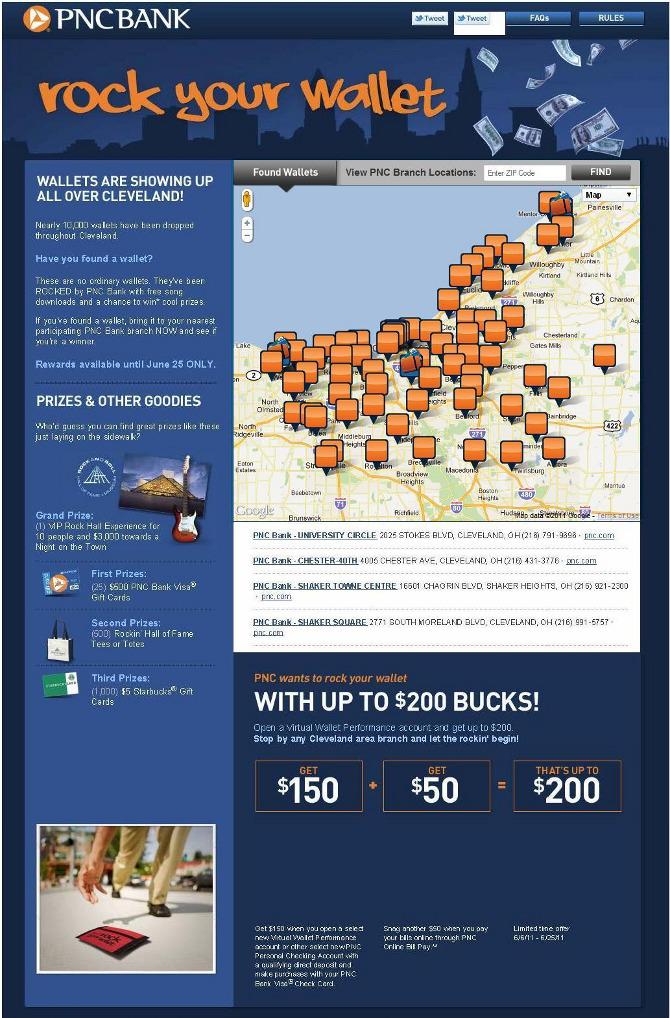 PNCBANK
Tweet
Tweet
FAQs
RULES
rock your wallet
WALLETS ARE SHOWING UP
ALL OVER CLEVELAND!
Nearly 10,000 wallets have been dropped
throughout Cleveland.
Have you found a wallet?
These are no ordinary wallets. They've been
ROCKED by PNC Bank with free song
downloads and a chance to win* cool prizes.
If you've found a wallet, bring it to your nearest
participating PNC Bank branch NOW and see if
you're a winner.
Rewards available until June 25 ONLY.
PRIZES & OTHER GOODIES
Who'd guess you can find great prizes like these
just laying on the sidewalk?
ROCK AND ROLL
Grand Prize:
(1) VIP Rock Hall Experience for
10 people and $3,000 towards a
Night on the Town
First Prizes:
(25) $500 PNC Bank Visa®
Gift Cards
Second Prizes:
(500) Rockin' Hall of Fame
Tees or Totes
Third Prizes:
(1,000) $5 Starbucks® Gift
Cards
rock
wallet
Found Wallets
View PNC Branch Locations:
Enter ZIP Code
FIND
Map
Mentor
Painesville
Little
Mountain
Willoughby
Kirtland
Kirtland Hills
271
6
Chardon
Willoughby
Hills
Chesterland
Gates Mills
Lake
2
Pepper
North
Olmsted
Heights
Bedford
Bainbridge
422
North
Ridgeville
Middleburg
Heights
271
Eaton
Estates
Royalton
Broadview
Heights
Macedonia
Twinsburg
Aurora
Boston
Heights
480
Mantua
Beebetown
71
Brunswick
Richfield
80
Hudson
Google
Map data ©2011 Google - Terms of Use
PNC Bank - UNIVERSITY CIRCLE 2025 STOKES BLVD, CLEVELAND, OH (216) 791-9898 - pnc.com
PNC Bank - CHESTER-40TH 4006 CHESTER AVE, CLEVELAND, OH (216) 431-3776 - pnc.com
PNC Bank - SHAKER TOWNE CENTRE 16601 CHAGRIN BLVD, SHAKER HEIGHTS, OH (216) 921-2300
- pnc.com
PNC Bank - SHAKER SQUARE 2771 SOUTH MORELAND BLVD, CLEVELAND, OH (216) 991-5757 -
pnc.com
PNC wants to rock your wallet
WITH UP TO $200 BUCKS!
Open a Virtual Wallet Performance account and get up to $200.
Stop by any Cleveland area branch and let the rockin' begin!
GET
$150
+
GET
$50
=
THAT'S UP TO
$200
Get $150 when you open a select
new Virtual Wallet Performance
account or other select new PNC
Personal Checking Account with
a qualifying direct deposit and
make purchases with your PNC
Bank Visa® Check Card.
Snag another $50 when you pay
your bills online through PNC
Online Bill Pay.℠
Limited time offer
6/6/11 - 6/25/11